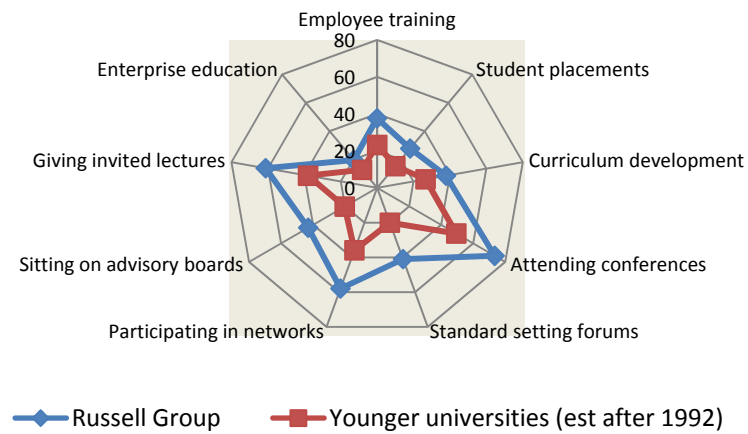 Employee training
80
Enterprise education
Student placements
60
40
Giving invited lectures
20
Curriculum development
0
Sitting on advisory boards
Attending conferences
Participating in networks
Standard setting forums
Russell Group
Younger universities (est after 1992)